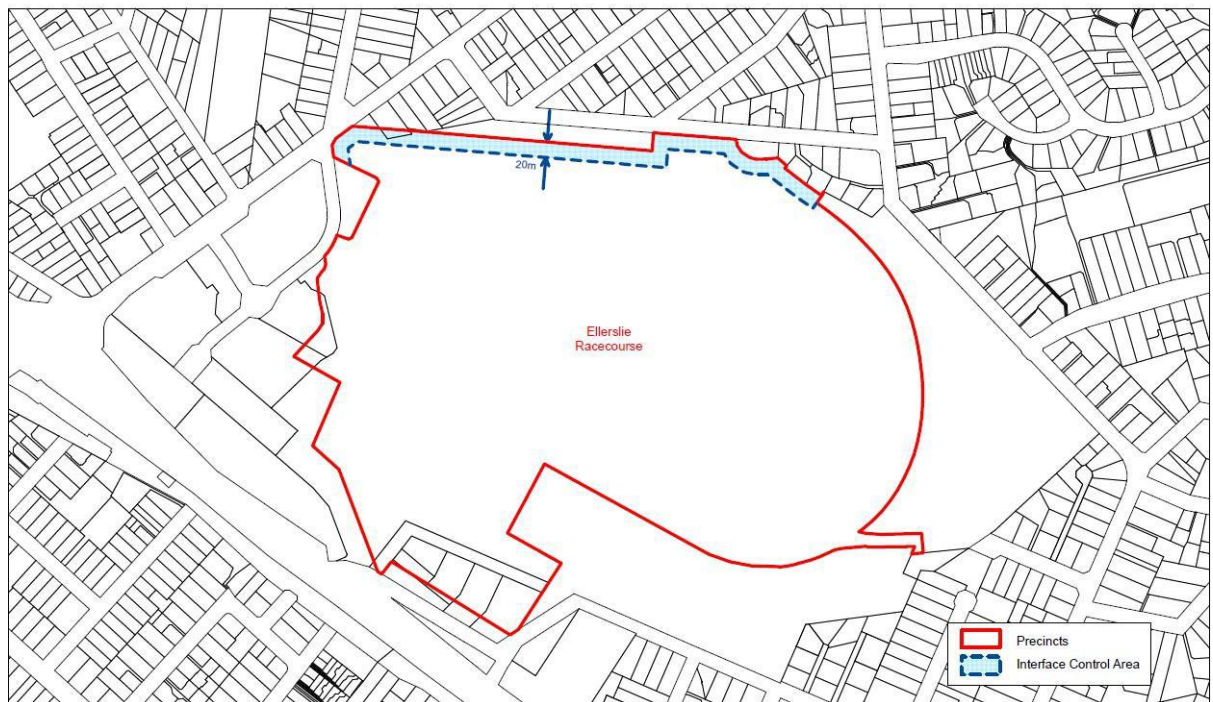 20m
Ellerslie
Racecourse
Precincts
Interface Control Area